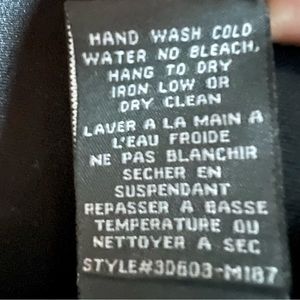 HAND WASH COLD
WATER NO BLEACH,
HANG TO DRY
IRON LOW OR
DRY CLEAN
LAVER A LA MAIN A
L'EAU FROIDE
NE PAS BLANCHIR
SECHER EN
SUSPENDANT
REPASSER A BASSE
TEMPERATURE OU
NETTOYER A SEC
STYLE#3D603-M187